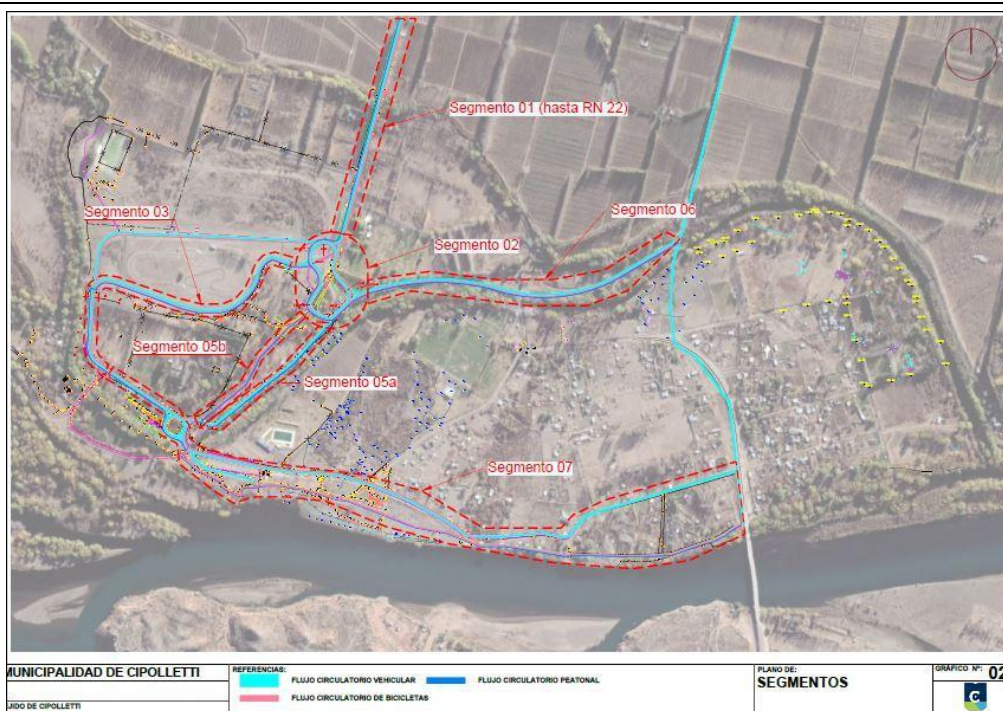 Segmento 01 (hasta RN 22)
Segmento 03
Segmento 06
Segmento 02
Segmento 05b
Segmento 05a
Segmento 07
MUNICIPALIDAD DE CIPOLLETTI
JIDO DE CIPOLLETTI
REFERENCIAS:
FLUJO CIRCULATORIO VEHICULAR
FLUJO CIRCULATORIO PEATONAL
FLUJO CIRCULATORIO DE BICICLETAS
PLANO DE:
SEGMENTOS
GRÁFICO Nº: 02
C